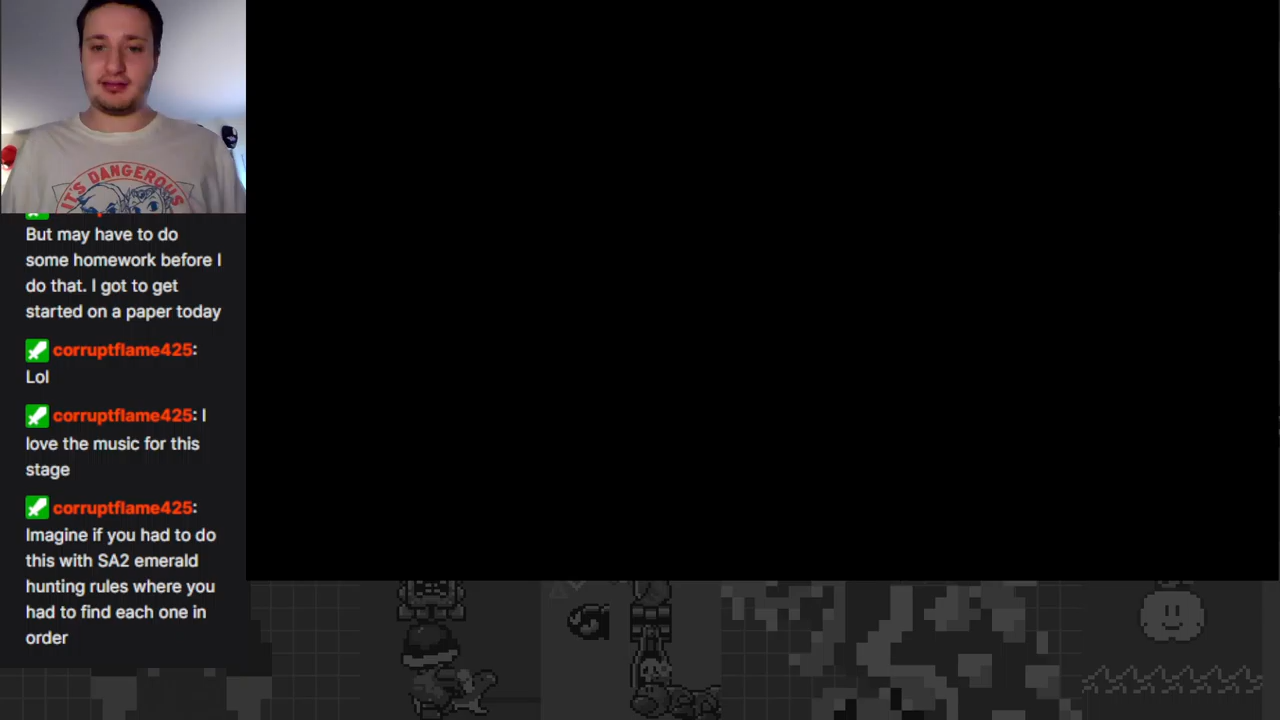 IT'S DANGEROUS
But may have to do
some homework before I
do that. I got to get
started on a paper today
corruptflame425:
Lol
corruptflame425: I
love the music for this
stage
corruptflame425:
Imagine if you had to do
this with SA2 emerald
hunting rules where you
had to find each one in
order